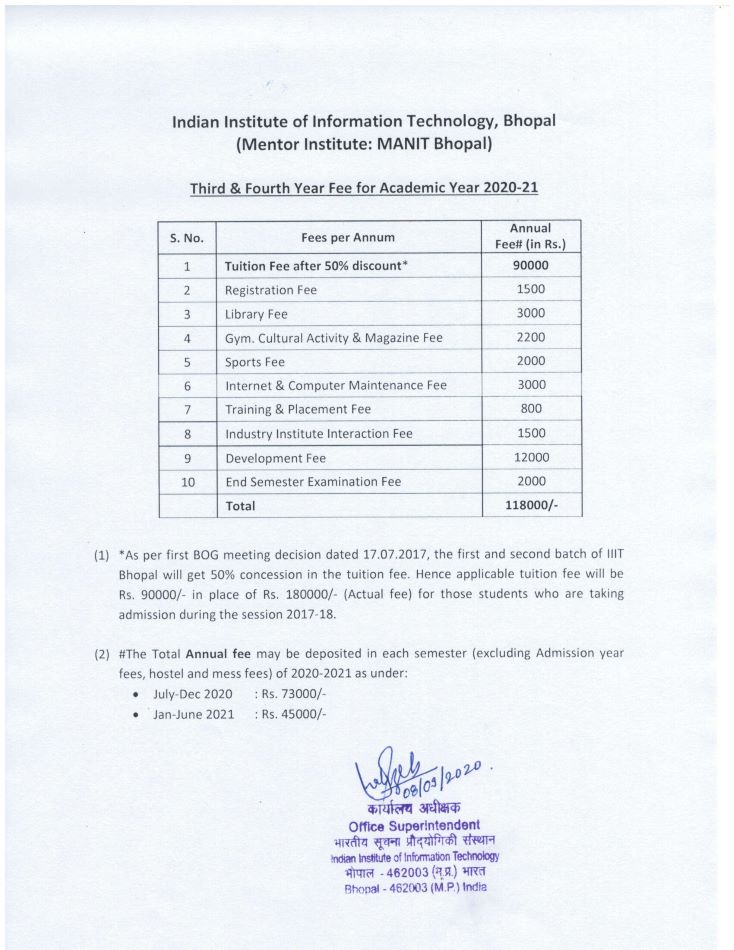 Indian Institute of Information Technology, Bhopal
(Mentor Institute: MANIT Bhopal)
Third & Fourth Year Fee for Academic Year 2020-21
S. No. Fees per Annum Annual Fee# (in Rs.)
1 Tuition Fee after 50% discount* 90000
2 Registration Fee 1500
3 Library Fee 3000
4 Gym. Cultural Activity & Magazine Fee 2200
5 Sports Fee 2000
6 Internet & Computer Maintenance Fee 3000
7 Training & Placement Fee 800
8 Industry Institute Interaction Fee 1500
9 Development Fee 12000
10 End Semester Examination Fee 2000
Total 118000/-
(1) *As per first BOG meeting decision dated 17.07.2017, the first and second batch of IIIT
Bhopal will get 50% concession in the tuition fee. Hence applicable tuition fee will be
Rs. 90000/- in place of Rs. 180000/- (Actual fee) for those students who are taking
admission during the session 2017-18.
(2) #The Total Annual fee may be deposited in each semester (excluding Admission year
fees, hostel and mess fees) of 2020-2021 as under:
• July-Dec 2020 : Rs. 73000/-
• Jan-June 2021 : Rs. 45000/-
08/09/2020.
कार्यालय अधीक्षक
Office Superintendent
भारतीय सूचना प्रौद्योगिकी संस्थान
Indian Institute of Information Technology
भोपाल - 462003 (म.प्र.) भारत
Bhopal - 462003 (M.P.) India